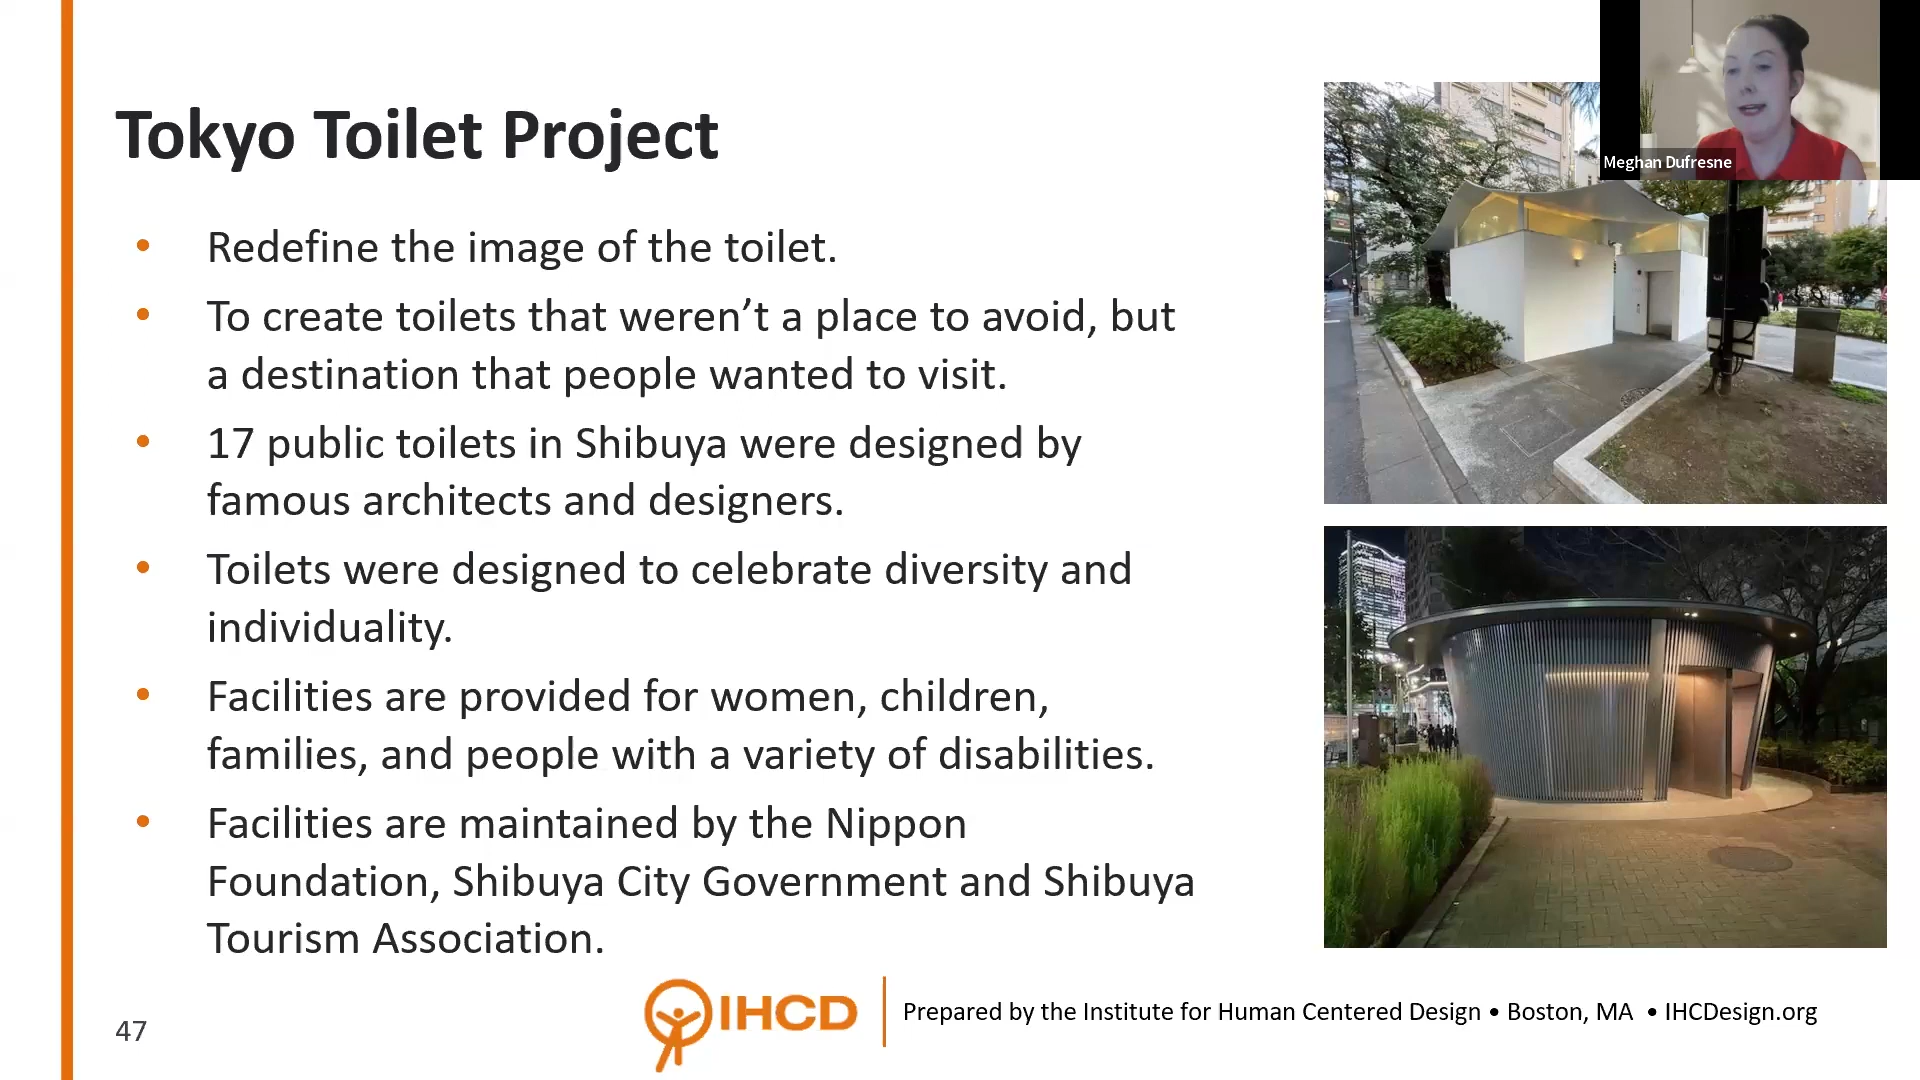 Meghan Dufresne
Tokyo Toilet Project
• Redefine the image of the toilet.
• To create toilets that weren’t a place to avoid, but
a destination that people wanted to visit.
• 17 public toilets in Shibuya were designed by
famous architects and designers.
• Toilets were designed to celebrate diversity and
individuality.
• Facilities are provided for women, children,
families, and people with a variety of disabilities.
• Facilities are maintained by the Nippon
Foundation, Shibuya City Government and Shibuya
Tourism Association.
47
IHCD
Prepared by the Institute for Human Centered Design • Boston, MA • IHCDesign.org